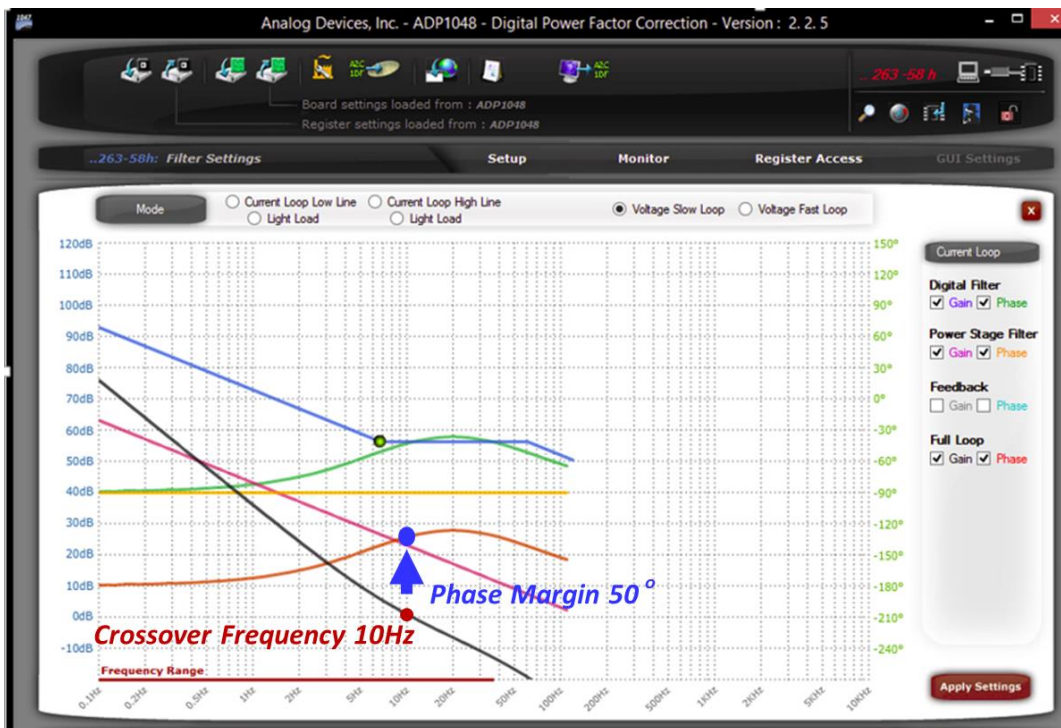 Analog Devices, Inc. - ADP1048 - Digital Power Factor Correction - Version : 2. 2. 5
... 263 -58 h
Board settings loaded from : ADP1048
Register settings loaded from : ADP1048
..263-58h: Filter Settings Setup Monitor Register Access GUI Settings
Mode Current Loop Low Line Current Loop High Line Voltage Slow Loop Voltage Fast Loop
Light Load Light Load
120dB 150°
110dB 120°
100dB 90°
90dB 60°
80dB 30°
70dB 0°
60dB -30°
50dB -60°
40dB -90°
30dB -120°
20dB -150°
10dB -180°
0dB -210°
-10dB -240°
Phase Margin 50°
Crossover Frequency 10Hz
Frequency Range
0.1Hz 0.2Hz 0.5Hz 1Hz 2Hz 5Hz 10Hz 20Hz 50Hz 100Hz 200Hz 500Hz 1KHz 2KHz 5KHz 10KHz
Current Loop
Digital Filter
Gain Phase
Power Stage Filter
Gain Phase
Feedback
Gain Phase
Full Loop
Gain Phase
Apply Settings